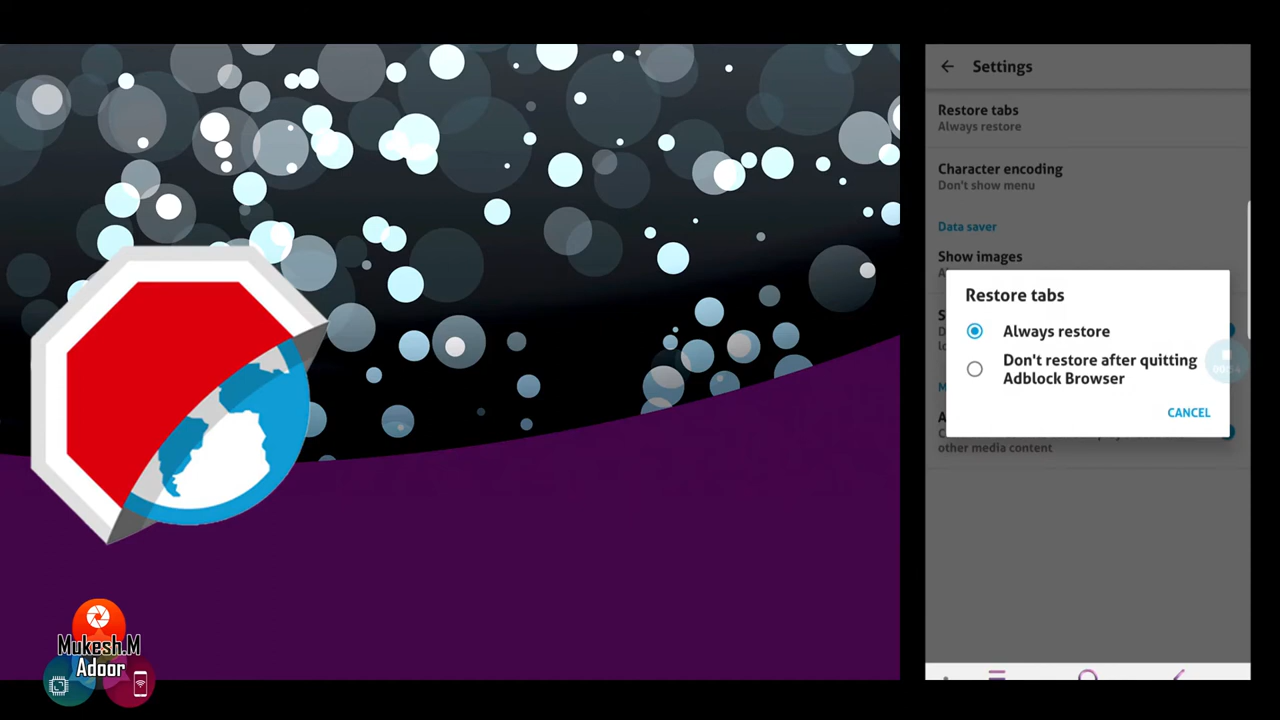 Settings
Restore tabs
Always restore
Character encoding
Don't show menu
Data saver
Show images
Restore tabs
Always restore
Don't restore after quitting
Adblock Browser
CANCEL
other media content
Mukesh.M
Adoor